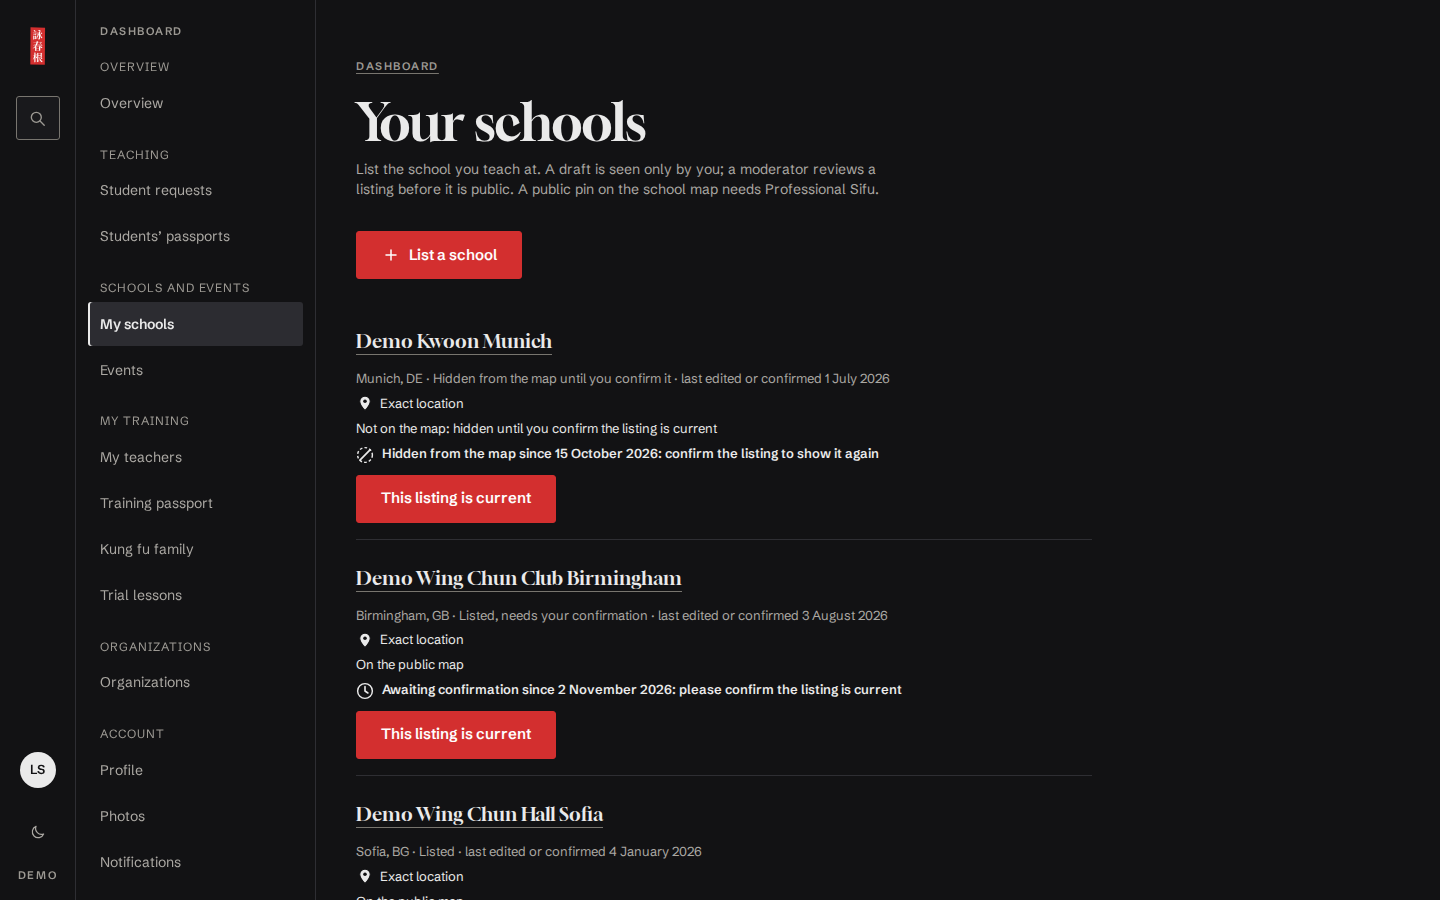 詠春根
LS
DEMO
DASHBOARD
OVERVIEW
Overview
TEACHING
Student requests
Students’ passports
SCHOOLS AND EVENTS
My schools
Events
MY TRAINING
My teachers
Training passport
Kung fu family
Trial lessons
ORGANIZATIONS
Organizations
ACCOUNT
Profile
Photos
Notifications
DASHBOARD
Your schools
List the school you teach at. A draft is seen only by you; a moderator reviews a
listing before it is public. A public pin on the school map needs Professional Sifu.
List a school
Demo Kwoon Munich
Munich, DE · Hidden from the map until you confirm it · last edited or confirmed 1 July 2026
Exact location
Not on the map: hidden until you confirm the listing is current
Hidden from the map since 15 October 2026: confirm the listing to show it again
This listing is current
Demo Wing Chun Club Birmingham
Birmingham, GB · Listed, needs your confirmation · last edited or confirmed 3 August 2026
Exact location
On the public map
Awaiting confirmation since 2 November 2026: please confirm the listing is current
This listing is current
Demo Wing Chun Hall Sofia
Sofia, BG · Listed · last edited or confirmed 4 January 2026
Exact location
On the public map